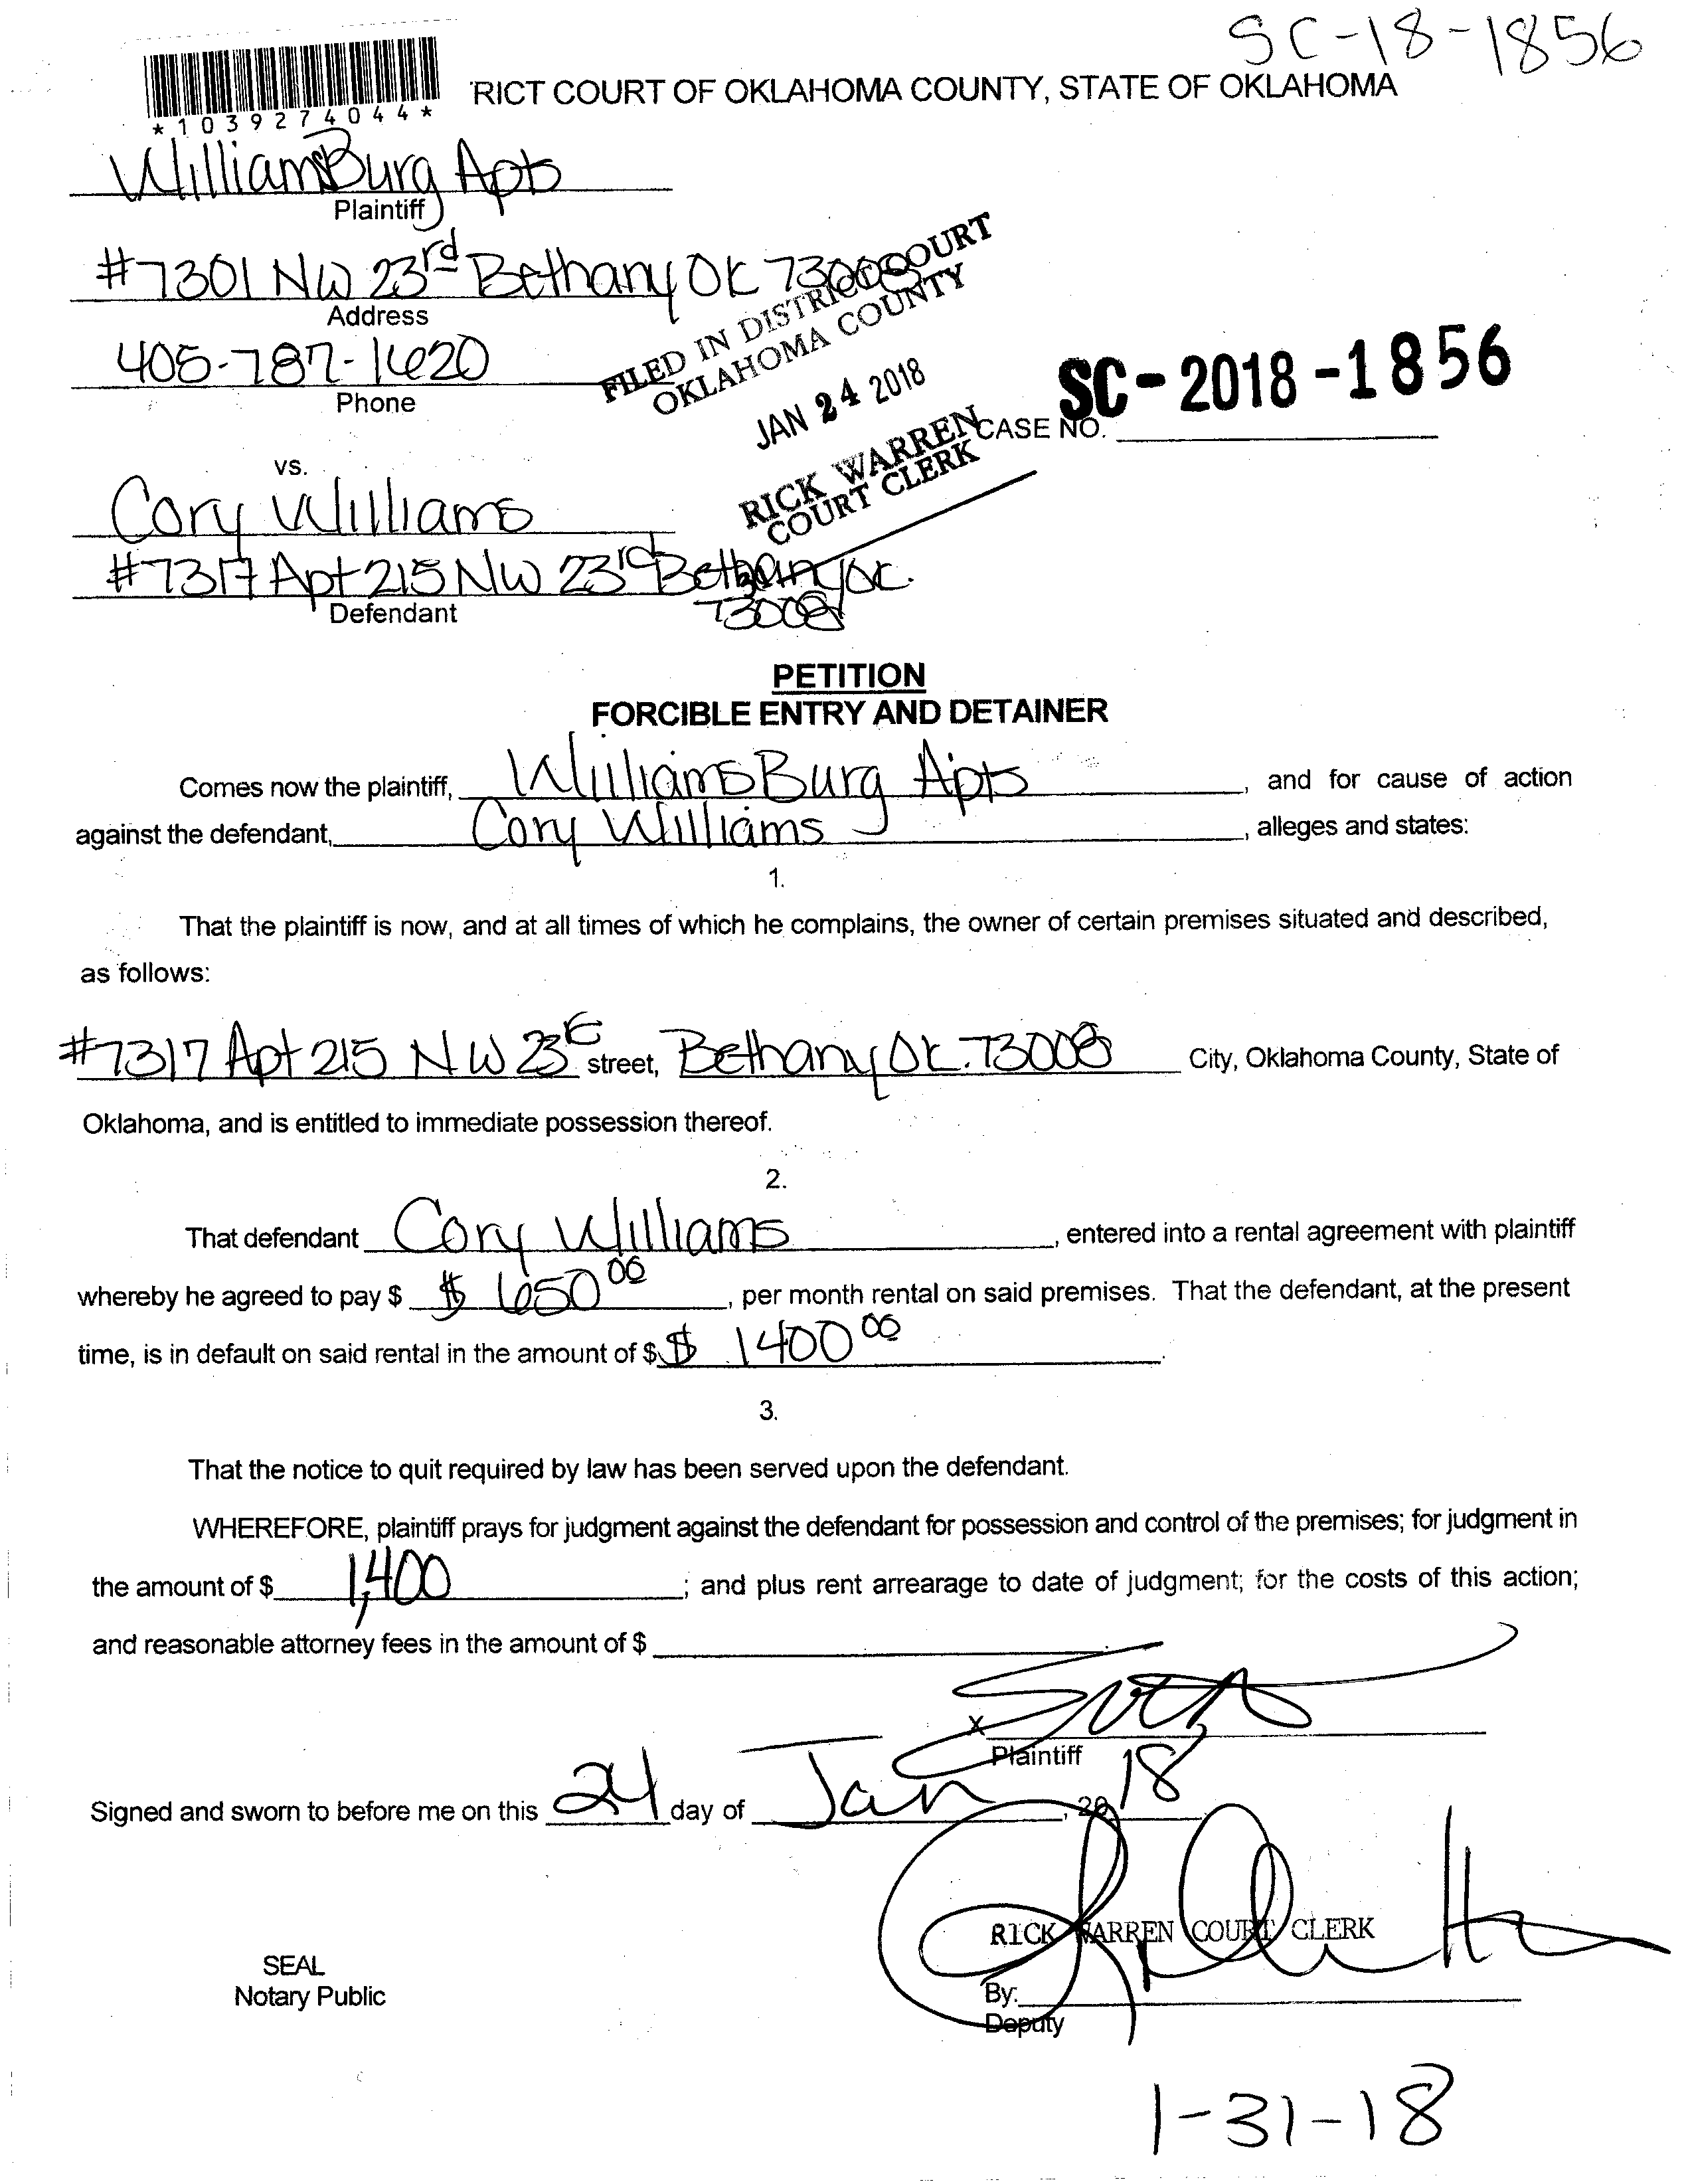 SC-18-1856
*1039274044*
'RICT COURT OF OKLAHOMA COUNTY, STATE OF OKLAHOMA
WilliamsBurg Apts
Plaintiff
#7301 NW 23rd Bethany OK 73008
Address
405-787-1620
Phone
FILED IN DISTRICT COURT
OKLAHOMA COUNTY
JAN 24 2018
RICK WARREN
COURT CLERK
SC-2018-1856
CASE NO.
vs.
Cory Williams
#7317 Apt 215 NW 23rd Bethany OK.
73008
Defendant
PETITION
FORCIBLE ENTRY AND DETAINER
Comes now the plaintiff, WilliamsBurg Apts, and for cause of action
against the defendant, Cory Williams, alleges and states:
1.
That the plaintiff is now, and at all times of which he complains, the owner of certain premises situated and described,
as follows:
#7317 Apt 215 NW 23 street, Bethany OK. 73008 City, Oklahoma County, State of
Oklahoma, and is entitled to immediate possession thereof.
2.
That defendant Cory Williams, entered into a rental agreement with plaintiff
whereby he agreed to pay $ $ 650 00, per month rental on said premises. That the defendant, at the present
time, is in default on said rental in the amount of $ $ 1400 00.
3.
That the notice to quit required by law has been served upon the defendant.
WHEREFORE, plaintiff prays for judgment against the defendant for possession and control of the premises; for judgment in
the amount of $ 1,400; and plus rent arrearage to date of judgment; for the costs of this action;
and reasonable attorney fees in the amount of $
X
Plaintiff
Signed and sworn to before me on this 24 day of Jan, 20 18
RICK WARREN COURT CLERK
SEAL
Notary Public
By:
Deputy
1-31-18